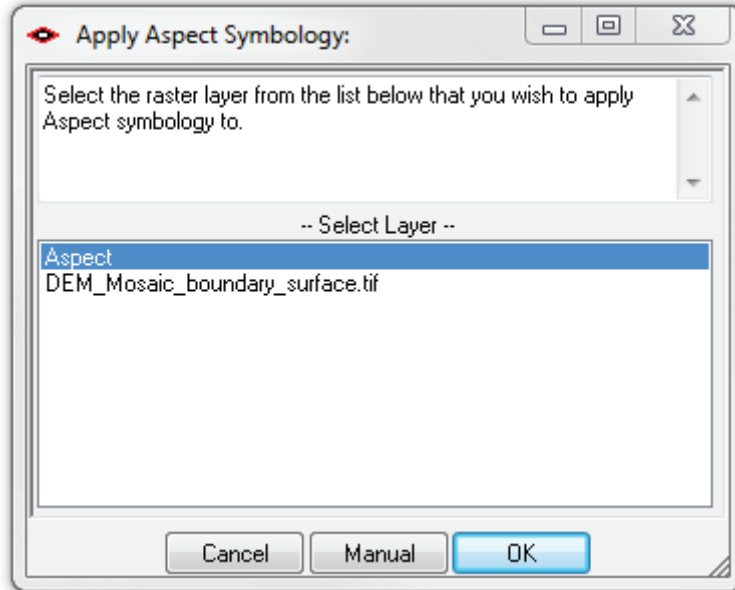 Apply Aspect Symbology:
Select the raster layer from the list below that you wish to apply
Aspect symbology to.
-- Select Layer --
Aspect
DEM_Mosaic_boundary_surface.tif
Cancel Manual OK